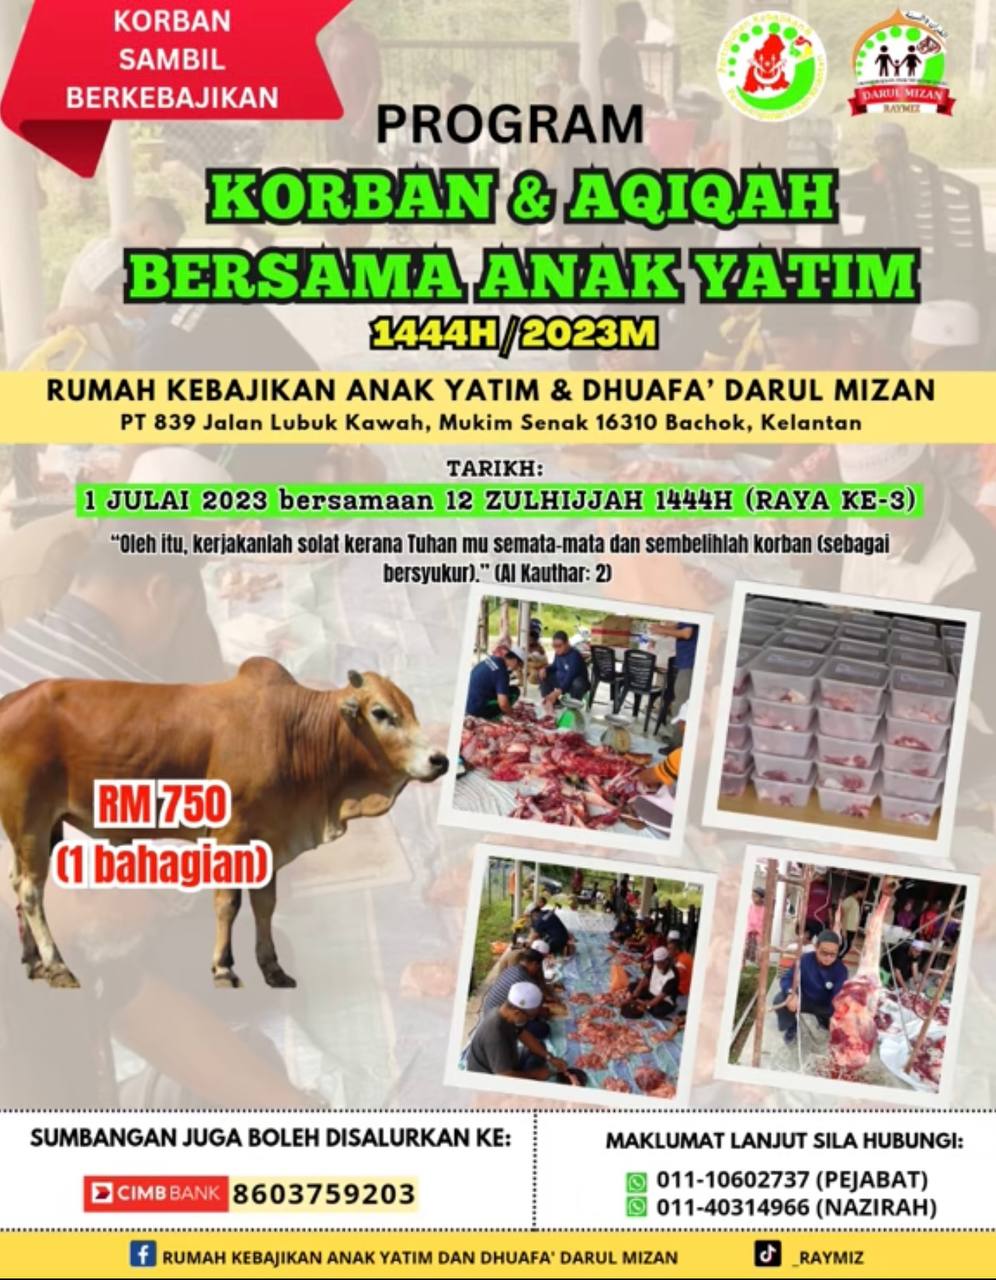 KORBAN
SAMBIL
BERKEBAJIKAN
DARUL MIZAN
RAYMIZ
PROGRAM
KORBAN & AQIQAH
BERSAMA ANAK YATIM
1444H/2023M
RUMAH KEBAJIKAN ANAK YATIM & DHUAFA’ DARUL MIZAN
PT 839 Jalan Lubuk Kawah, Mukim Senak 16310 Bachok, Kelantan
TARIKH:
1 JULAI 2023 bersamaan 12 ZULHIJJAH 1444H (RAYA KE-3)
“Oleh itu, kerjakanlah solat kerana Tuhan mu semata-mata dan sembelihlah korban (sebagai
bersyukur).” (Al Kauthar: 2)
RM 750
(1 bahagian)
SUMBANGAN JUGA BOLEH DISALURKAN KE:
CIMB BANK 8603759203
MAKLUMAT LANJUT SILA HUBUNGI:
011-10602737 (PEJABAT)
011-40314966 (NAZIRAH)
RUMAH KEBAJIKAN ANAK YATIM DAN DHUAFA' DARUL MIZAN
_RAYMIZ